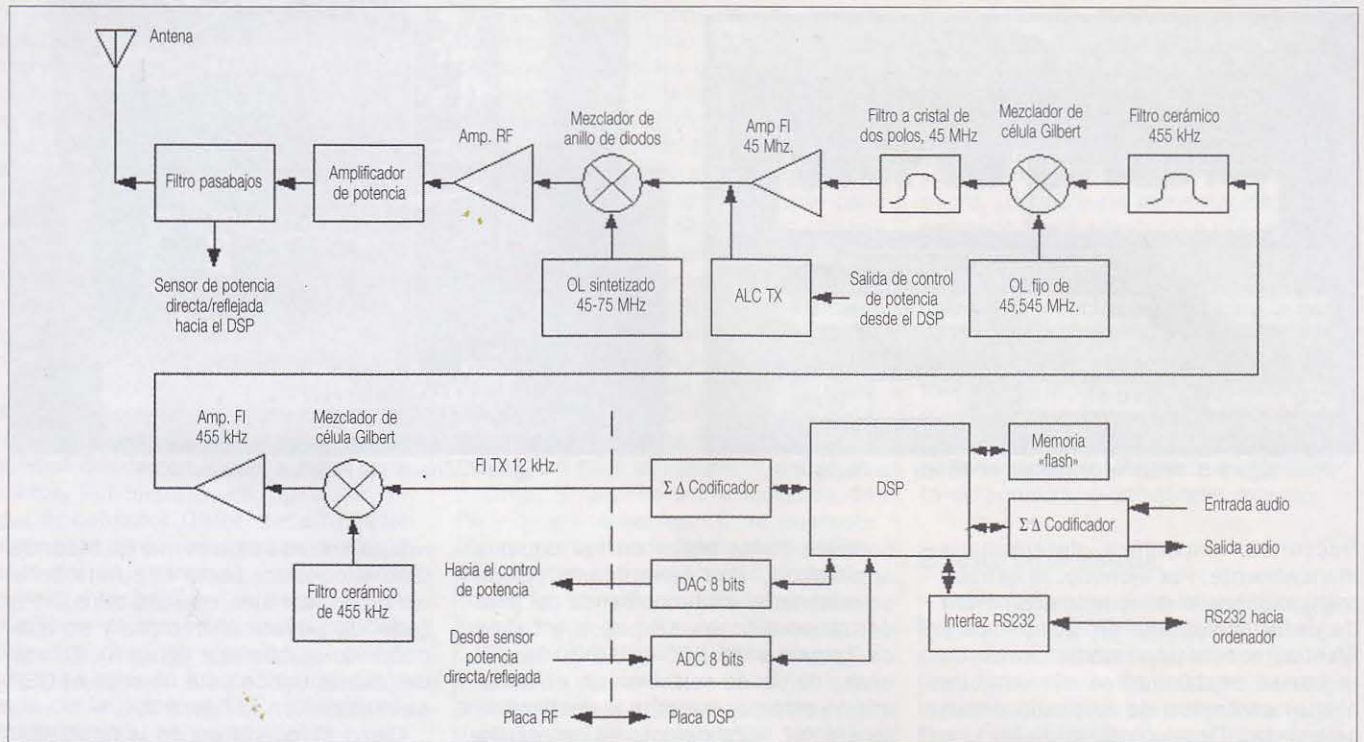 Antena
Filtro pasabajos
Sensor de potencia
directa/reflejada
hacia el DSP
Amplificador
de potencia
Amp. RF
Mezclador de
anillo de diodos
OL sintetizado
45-75 MHz
Amp FI
45 Mhz.
ALC TX
Salida de control
de potencia
desde el DSP
Filtro a cristal de
dos polos, 45 MHz
Mezclador de
célula Gilbert
OL fijo de
45,545 MHz.
Filtro cerámico
455 kHz
Amp. FI
455 kHz
Mezclador de
célula Gilbert
Filtro cerámico
de 455 kHz
FI TX 12 kHz.
Σ Δ Codificador
DSP
Memoria
«flash»
Σ Δ Codificador
Entrada audio
Salida audio
Hacia el control
de potencia
DAC 8 bits
Desde sensor
potencia
directa/reflejada
ADC 8 bits
Interfaz RS232
RS232 hacia
ordenador
Placa RF
Placa DSP